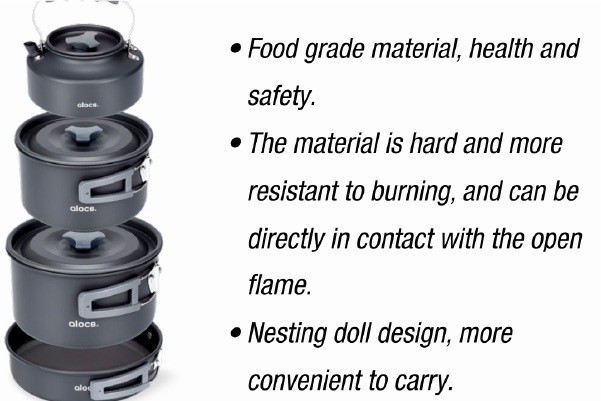 alocs.
alocs.
alocs.
alocs
• Food grade material, health and
safety.
• The material is hard and more
resistant to burning, and can be
directly in contact with the open
flame.
• Nesting doll design, more
convenient to carry.